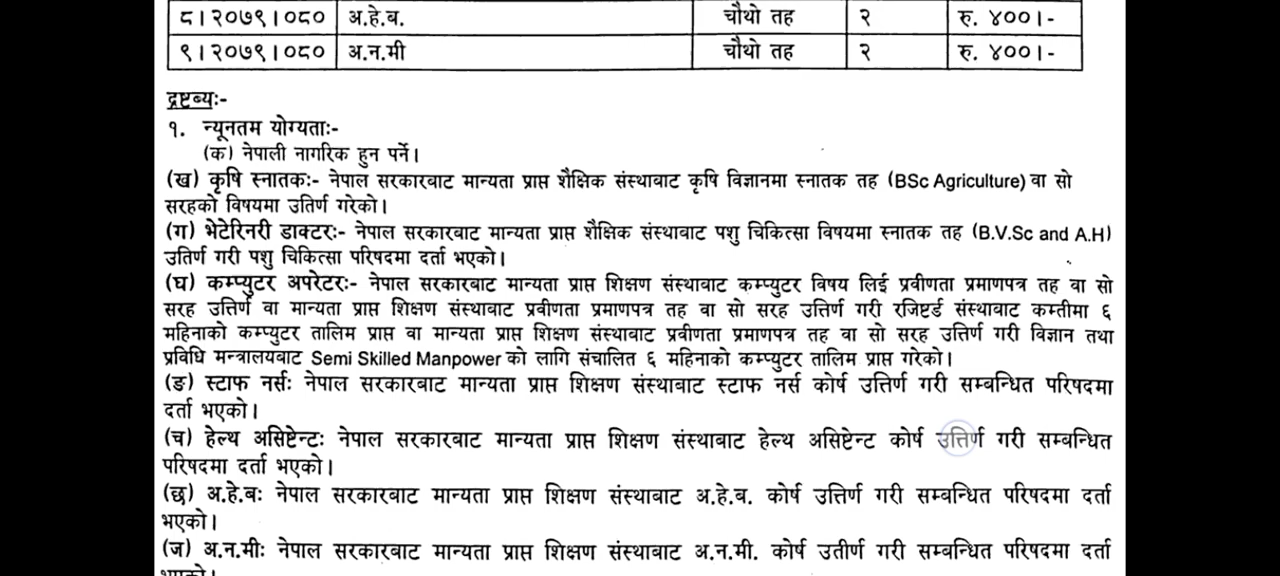 ८।२०७९।०८० अ.हे.ब. चौथो तह २ रु. ४००।-
९।२०७९।०८० अ.न.मी चौथो तह २ रु. ४००।-
द्रष्टब्यः-
१. न्यूनतम योग्यताः-
(क) नेपाली नागरिक हुन पर्ने।
(ख) कृषि स्नातकः- नेपाल सरकारबाट मान्यता प्राप्त शैक्षिक संस्थाबाट कृषि विज्ञानमा स्नातक तह (BSc Agriculture) वा सो
सरहको विषयमा उतिर्ण गरेको।
(ग) भेटेरिनरी डाक्टरः- नेपाल सरकारबाट मान्यता प्राप्त शैक्षिक संस्थाबाट पशु चिकित्सा विषयमा स्नातक तह (B.V.Sc and A.H)
उतिर्ण गरी पशु चिकित्सा परिषदमा दर्ता भएको।
(घ) कम्प्युटर अपरेटरः- नेपाल सरकारबाट मान्यता प्राप्त शिक्षण संस्थाबाट कम्प्युटर विषय लिई प्रवीणता प्रमाणपत्र तह वा सो
सरह उत्तिर्ण वा मान्यता प्राप्त शिक्षण संस्थाबाट प्रवीणता प्रमाणपत्र तह वा सो सरह उत्तिर्ण गरी रजिष्टर्ड संस्थाबाट कम्तीमा ६
महिनाको कम्प्युटर तालिम प्राप्त वा मान्यता प्राप्त शिक्षण संस्थाबाट प्रवीणता प्रमाणपत्र तह वा सो सरह उत्तिर्ण गरी विज्ञान तथा
प्रविधि मन्त्रालयबाट Semi Skilled Manpower को लागि संचालित ६ महिनाको कम्प्युटर तालिम प्राप्त गरेको।
(ङ) स्टाफ नर्सः नेपाल सरकारबाट मान्यता प्राप्त शिक्षण संस्थाबाट स्टाफ नर्स कोर्ष उत्तिर्ण गरी सम्बन्धित परिषदमा
दर्ता भएको।
(च) हेल्थ असिष्टेन्टः नेपाल सरकारबाट मान्यता प्राप्त शिक्षण संस्थाबाट हेल्थ असिष्टेन्ट कोर्ष उत्तिर्ण गरी सम्बन्धित
परिषदमा दर्ता भएको।
(छ) अ.हे.बः नेपाल सरकारबाट मान्यता प्राप्त शिक्षण संस्थाबाट अ.हे.ब. कोर्ष उत्तिर्ण गरी सम्बन्धित परिषदमा दर्ता
भएको।
(ज) अ.न.मीः नेपाल सरकारबाट मान्यता प्राप्त शिक्षण संस्थाबाट अ.न.मी. कोर्ष उतीर्ण गरी सम्बन्धित परिषदमा दर्ता
भएको।